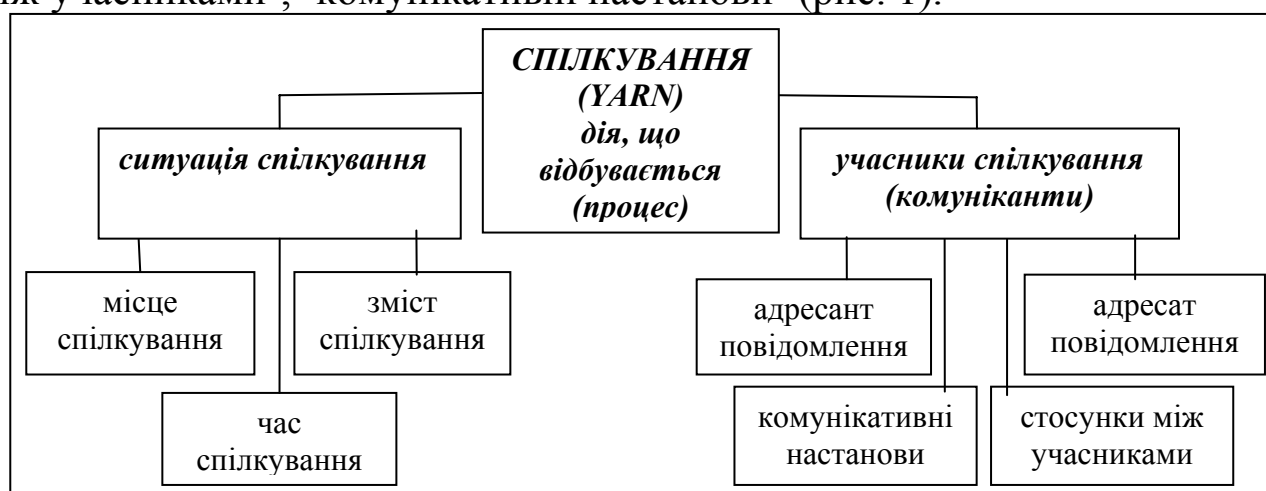 ж учасниками", "комунікативні настанови" (рис. 1).
СПІЛКУВАННЯ
(YARN)
дія, що
відбувається
(процес)
ситуація спілкування
учасники спілкування
(комуніканти)
місце
спілкування
зміст
спілкування
час
спілкування
адресант
повідомлення
адресат
повідомлення
комунікативні
настанови
стосунки між
учасниками